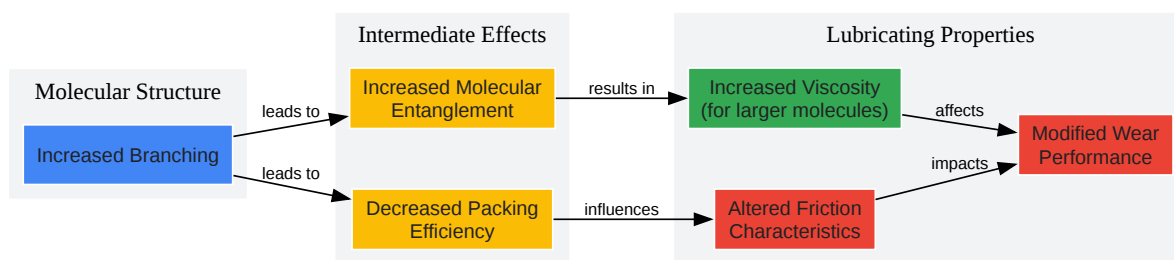 Molecular Structure
Increased Branching
leads to
leads to
Intermediate Effects
Increased Molecular
Entanglement
Decreased Packing
Efficiency
results in
influences
Lubricating Properties
Increased Viscosity
(for larger molecules)
Altered Friction
Characteristics
affects
impacts
Modified Wear
Performance